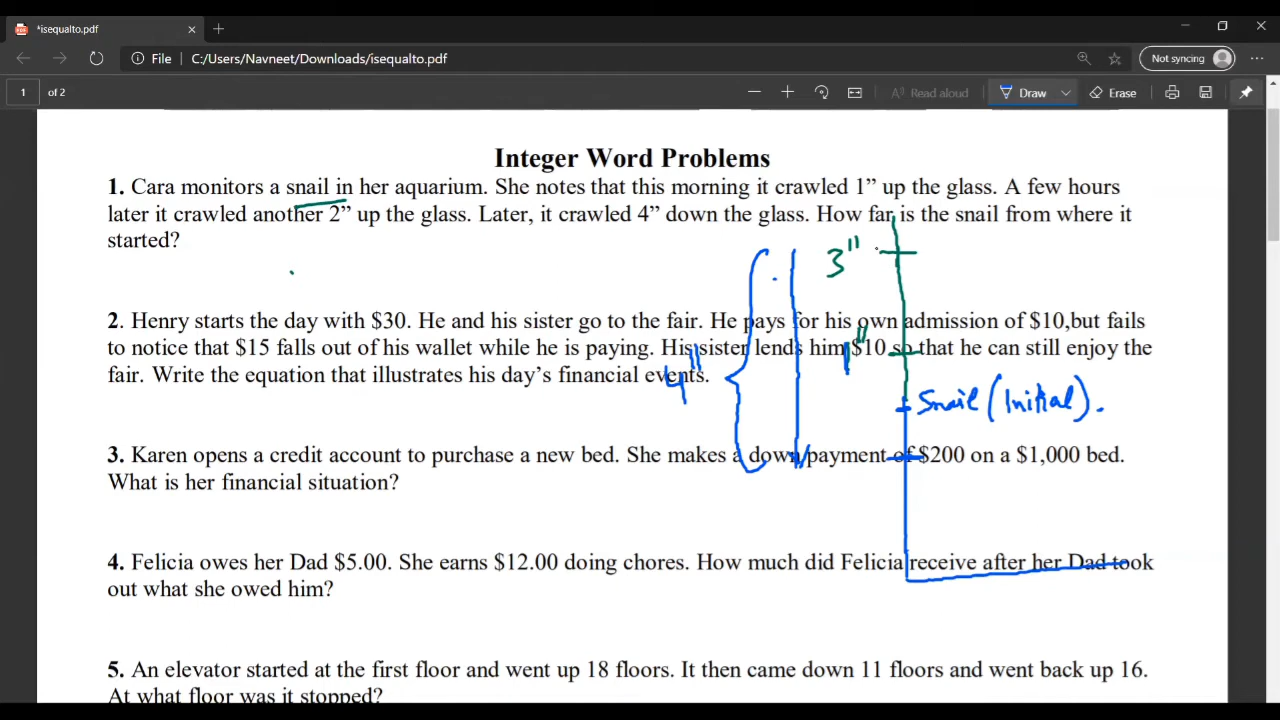 *isequalto.pdf
File C:/Users/Navneet/Downloads/isequalto.pdf Not syncing
1 of 2 Read aloud Draw Erase
Integer Word Problems
1. Cara monitors a snail in her aquarium. She notes that this morning it crawled 1” up the glass. A few hours
later it crawled another 2” up the glass. Later, it crawled 4” down the glass. How far is the snail from where it
started?
3"
2. Henry starts the day with $30. He and his sister go to the fair. He pays for his own admission of $10,but fails
to notice that $15 falls out of his wallet while he is paying. His sister lends him $10 so that he can still enjoy the
1"
fair. Write the equation that illustrates his day’s financial events.
4"
Snail (Initial).
3. Karen opens a credit account to purchase a new bed. She makes a down payment of $200 on a $1,000 bed.
What is her financial situation?
4. Felicia owes her Dad $5.00. She earns $12.00 doing chores. How much did Felicia receive after her Dad took
out what she owed him?
5. An elevator started at the first floor and went up 18 floors. It then came down 11 floors and went back up 16.
At what floor was it stopped?